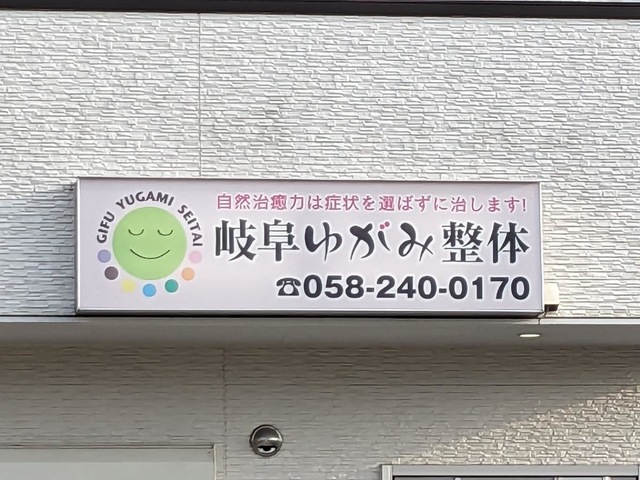 GIFU YUGAMI SEITAI
自然治癒力は症状を選ばずに治します!
岐阜ゆがみ整体
☎058-240-0170